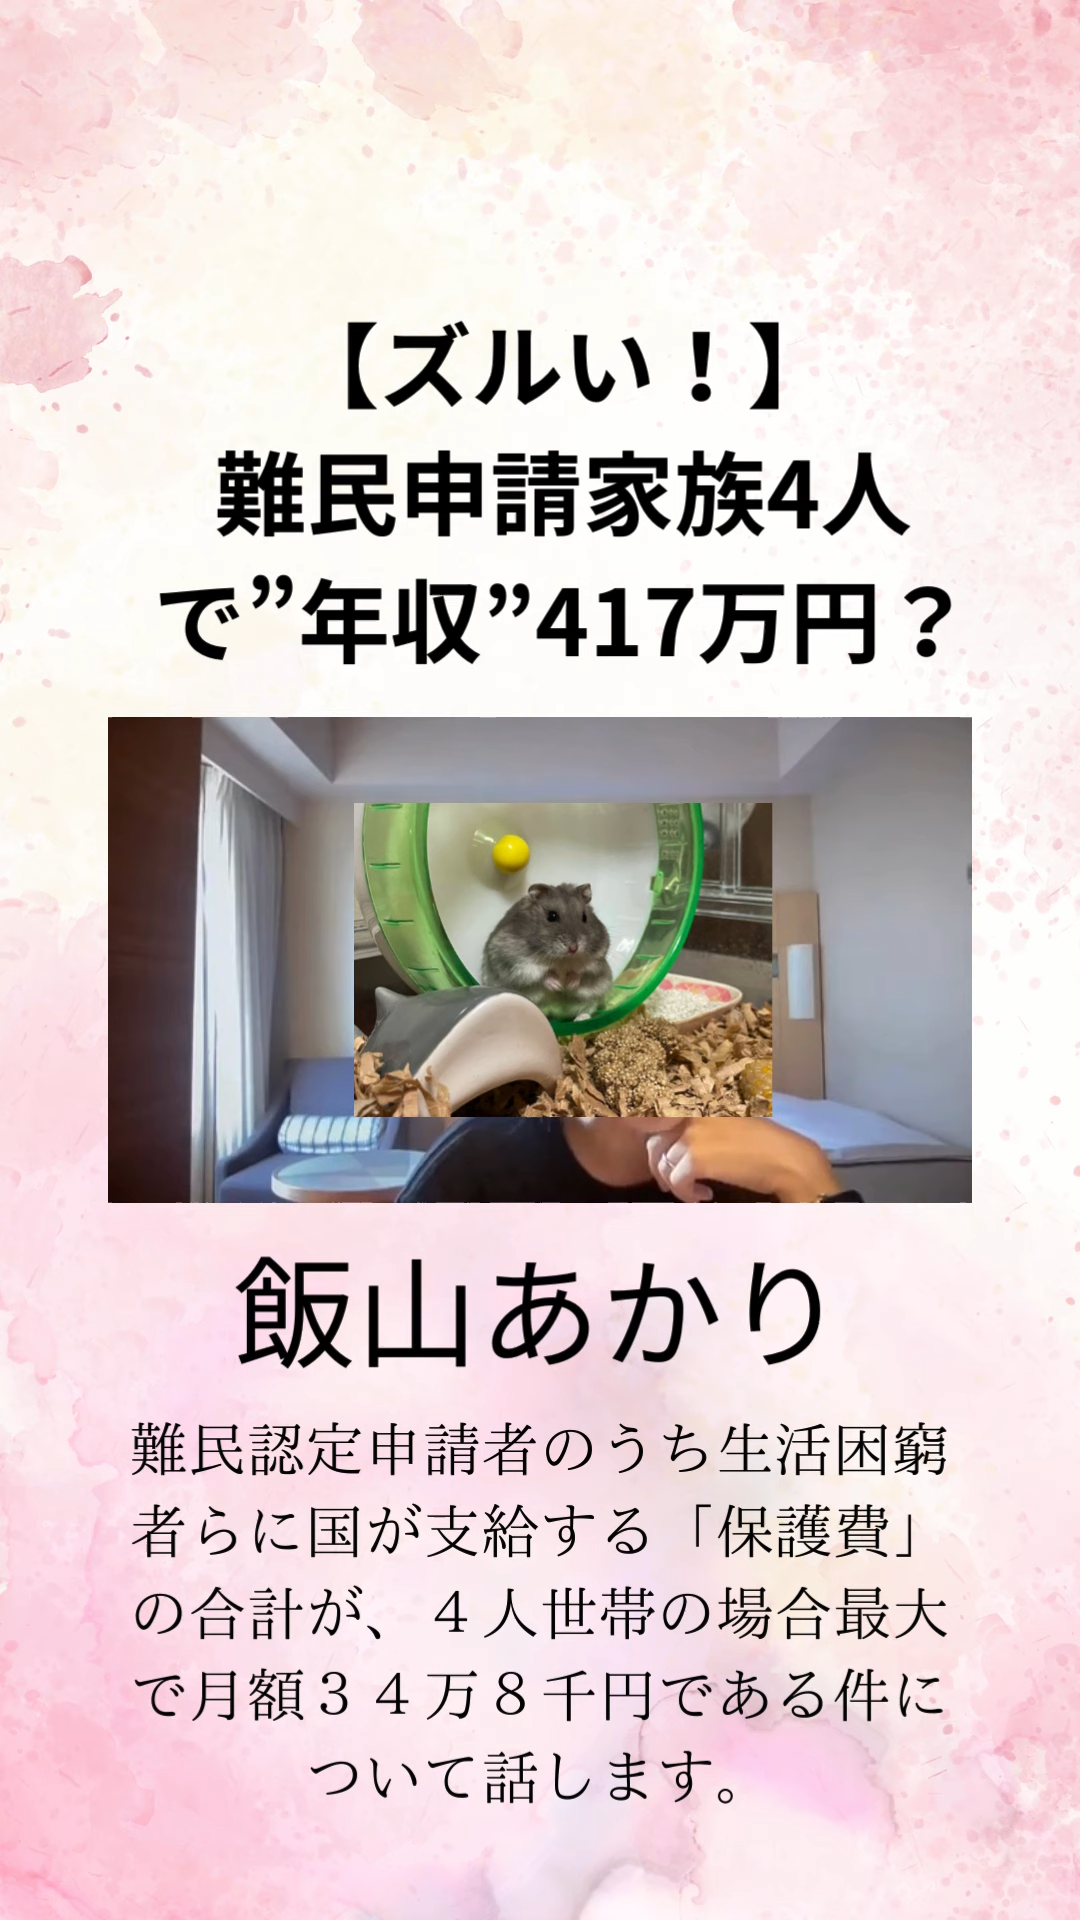 【ズルい！】
難民申請家族4人
で”年収”417万円？
飯山あかり
難民認定申請者のうち生活困窮
者らに国が支給する「保護費」
の合計が、４人世帯の場合最大
で月額３４万８千円である件に
ついて話します。